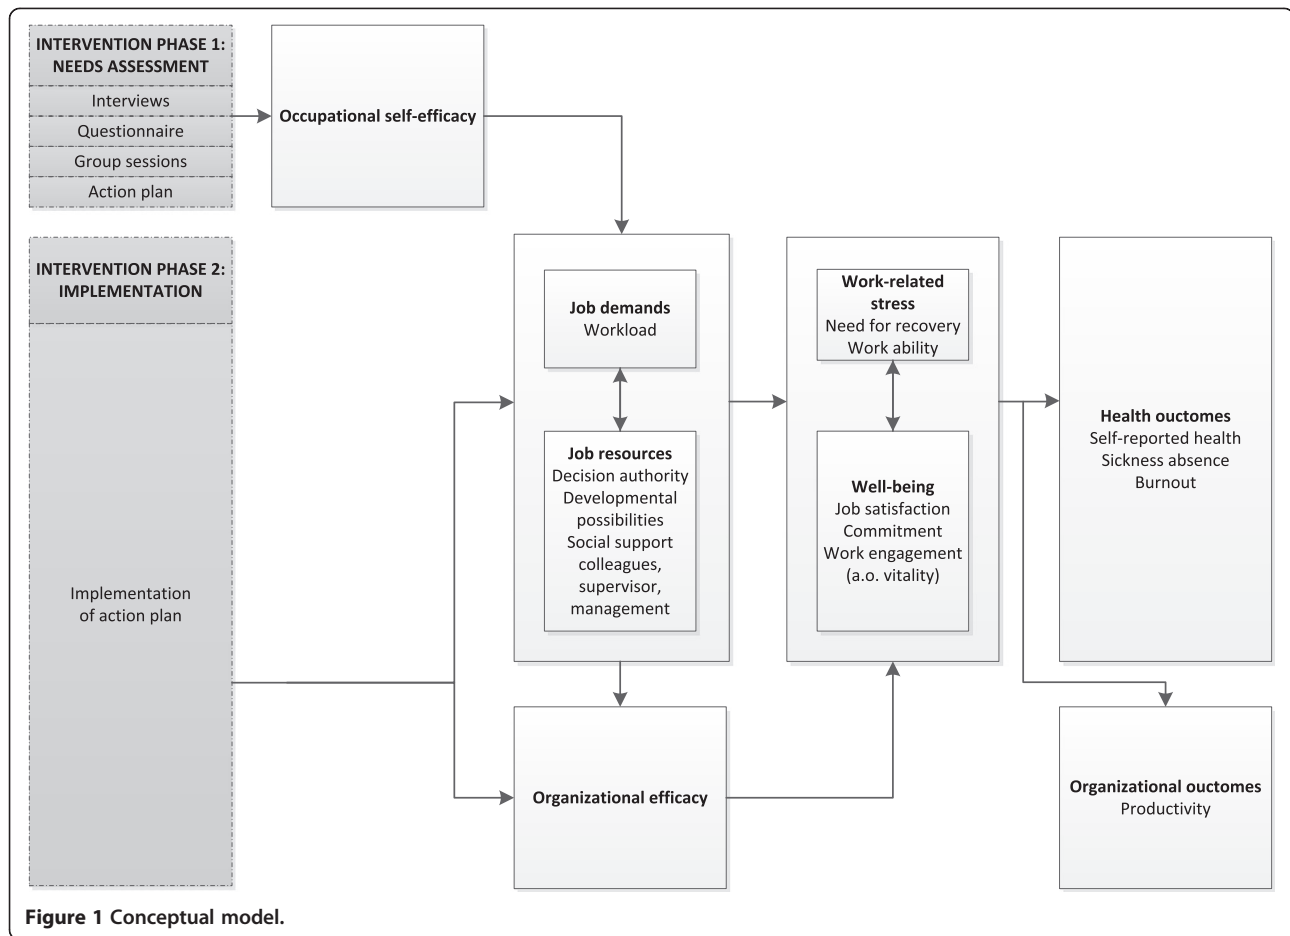 INTERVENTION PHASE 1:
NEEDS ASSESSMENT
Interviews
Questionnaire
Group sessions
Action plan
Occupational self-efficacy
INTERVENTION PHASE 2:
IMPLEMENTATION
Implementation
of action plan
Job demands
Workload
Job resources
Decision authority
Developmental
possibilities
Social support
colleagues,
supervisor,
management
Organizational efficacy
Work-related
stress
Need for recovery
Work ability
Well-being
Job satisfaction
Commitment
Work engagement
(a.o. vitality)
Health ouctomes
Self-reported health
Sickness absence
Burnout
Organizational ouctomes
Productivity
Figure 1 Conceptual model.